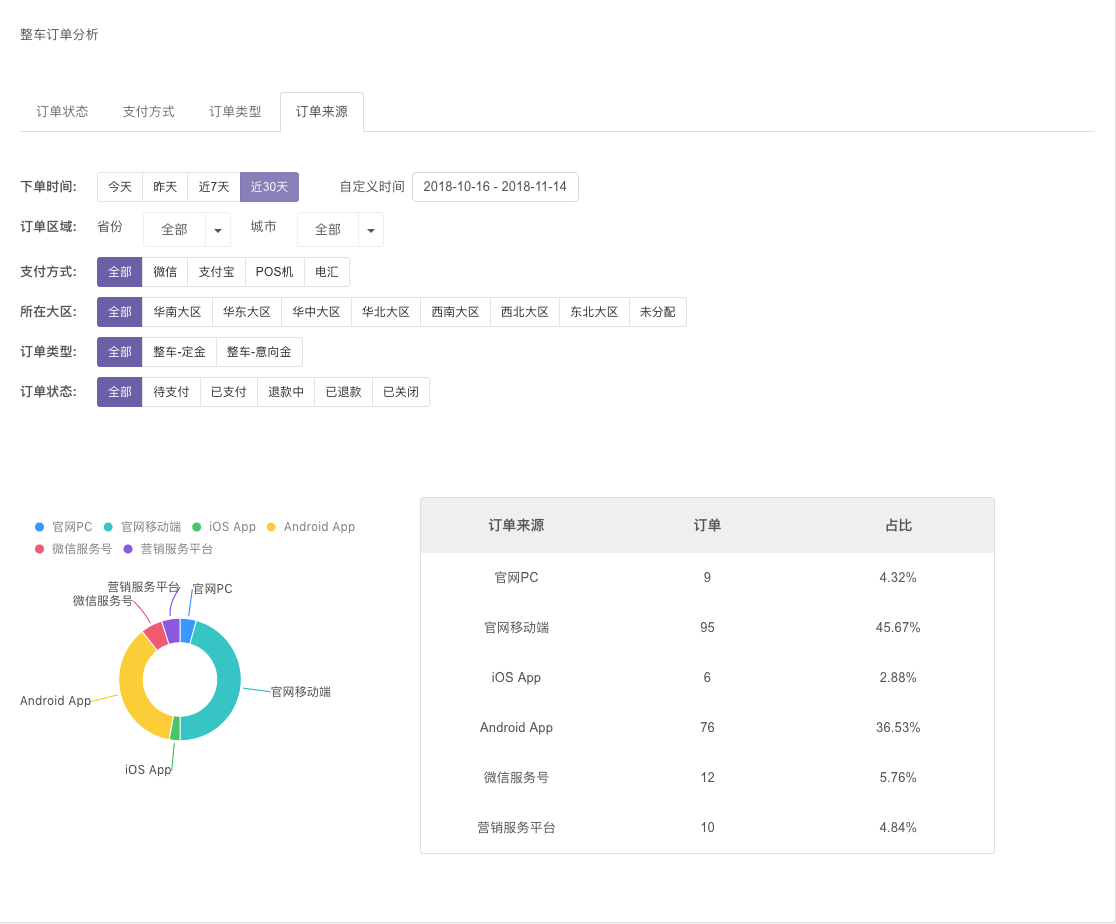 整车订单分析
订单状态 支付方式 订单类型 订单来源
下单时间: 今天 昨天 近7天 近30天 自定义时间 2018-10-16 - 2018-11-14
订单区域: 省份 全部 城市 全部
支付方式: 全部 微信 支付宝 POS机 电汇
所在大区: 全部 华南大区 华东大区 华中大区 华北大区 西南大区 西北大区 东北大区 未分配
订单类型: 全部 整车-定金 整车-意向金
订单状态: 全部 待支付 已支付 退款中 已退款 已关闭
官网PC 官网移动端 iOS App Android App
微信服务号 营销服务平台
营销服务平台 官网PC
微信服务号
官网移动端
Android App
iOS App
订单来源 订单 占比
官网PC 9 4.32%
官网移动端 95 45.67%
iOS App 6 2.88%
Android App 76 36.53%
微信服务号 12 5.76%
营销服务平台 10 4.84%